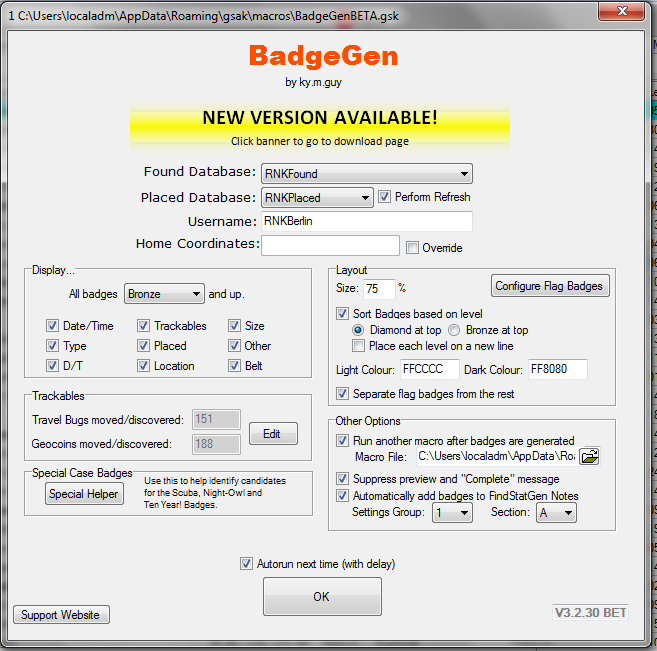 1 C:\Users\localadm\AppData\Roaming\gsak\macros\BadgeGenBETA.gsk
BadgeGen
by ky.m.guy
NEW VERSION AVAILABLE!
Click banner to go to download page
Found Database: RNKFound
Placed Database: RNKPlaced Perform Refresh
Username: RNKBerlin
Home Coordinates: Override
Display...
All badges Bronze and up.
Date/Time Trackables Size
Type Placed Other
D/T Location Belt
Trackables
Travel Bugs moved/discovered: 151
Geocoins moved/discovered: 188
Edit
Special Case Badges
Special Helper
Use this to help identify candidates
for the Scuba, Night-Owl and
Ten Year! Badges.
Layout
Size: 75 % Configure Flag Badges
Sort Badges based on level
Diamond at top Bronze at top
Place each level on a new line
Light Colour: FFCCCC Dark Colour: FF8080
Separate flag badges from the rest
Other Options
Run another macro after badges are generated
Macro File: C:\Users\localadm\AppData\Roa
Suppress preview and "Complete" message
Automatically add badges to FindStatGen Notes
Settings Group: 1 Section: A
Autorun next time (with delay)
OK
Support Website
V3.2.30 BET